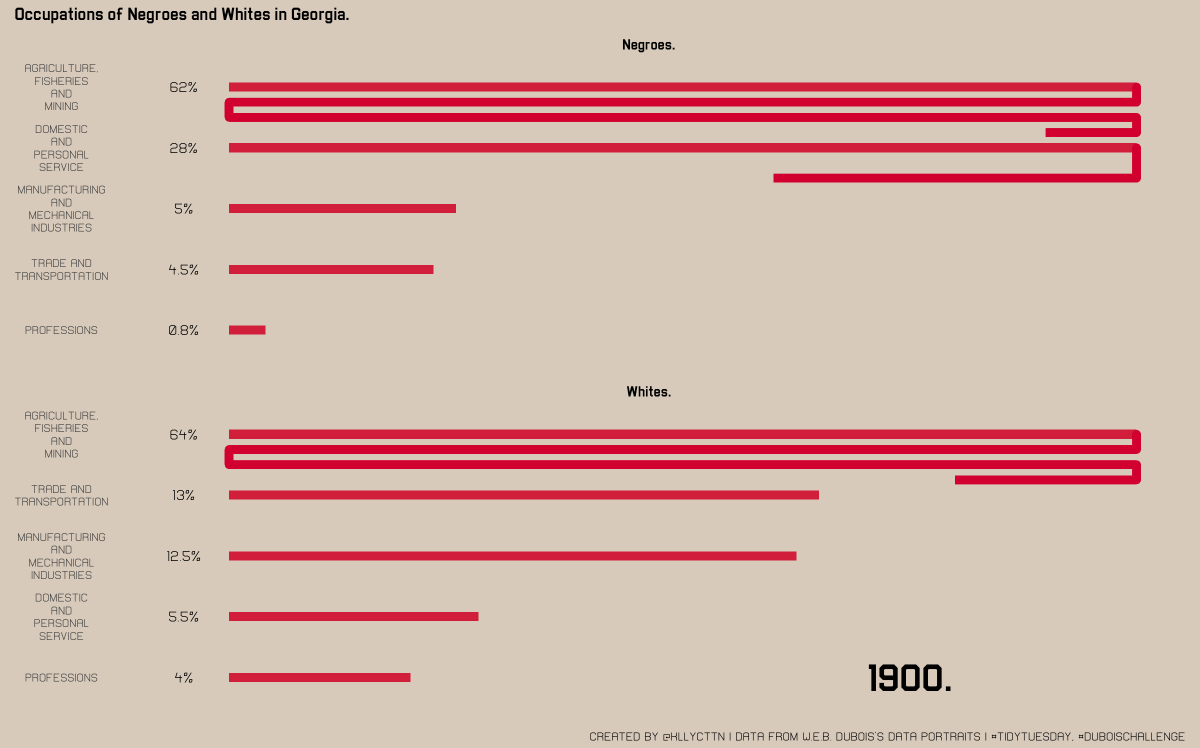 Occupations of Negroes and Whites in Georgia.
Negroes.
AGRICULTURE,
FISHERIES
AND
MINING
62%
DOMESTIC
AND
PERSONAL
SERVICE
28%
MANUFACTURING
AND
MECHANICAL
INDUSTRIES
5%
TRADE AND
TRANSPORTATION
4.5%
PROFESSIONS
0.8%
Whites.
AGRICULTURE,
FISHERIES
AND
MINING
64%
TRADE AND
TRANSPORTATION
13%
MANUFACTURING
AND
MECHANICAL
INDUSTRIES
12.5%
DOMESTIC
AND
PERSONAL
SERVICE
5.5%
PROFESSIONS
4%
1900.
CREATED BY @KLLYCTTN | DATA FROM W.E.B. DUBOIS'S DATA PORTRAITS | #TIDYTUESDAY, #DUBOISCHALLENGE